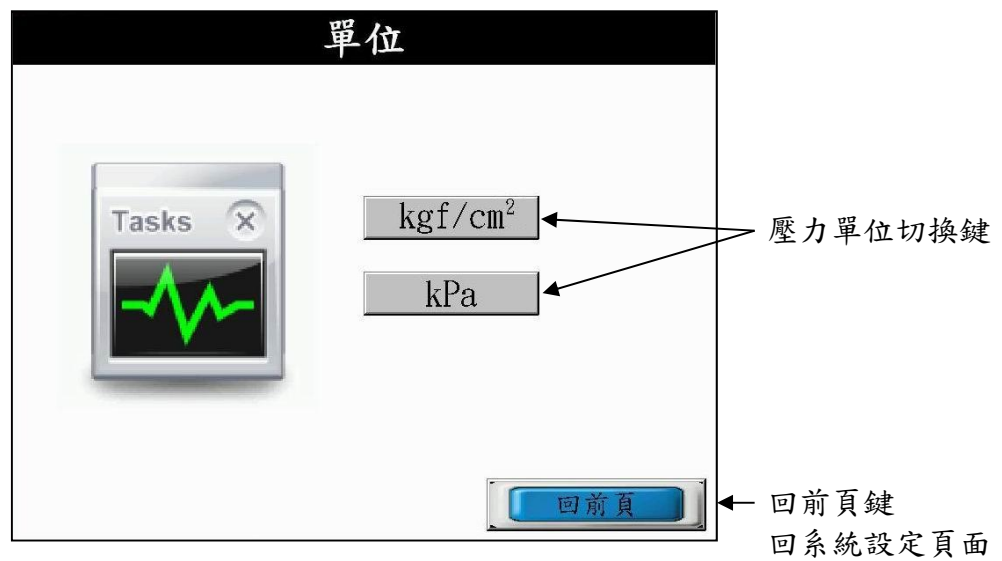 單位
Tasks
kgf/cm²
kPa
壓力單位切換鍵
回前頁
回前頁鍵
回系統設定頁面